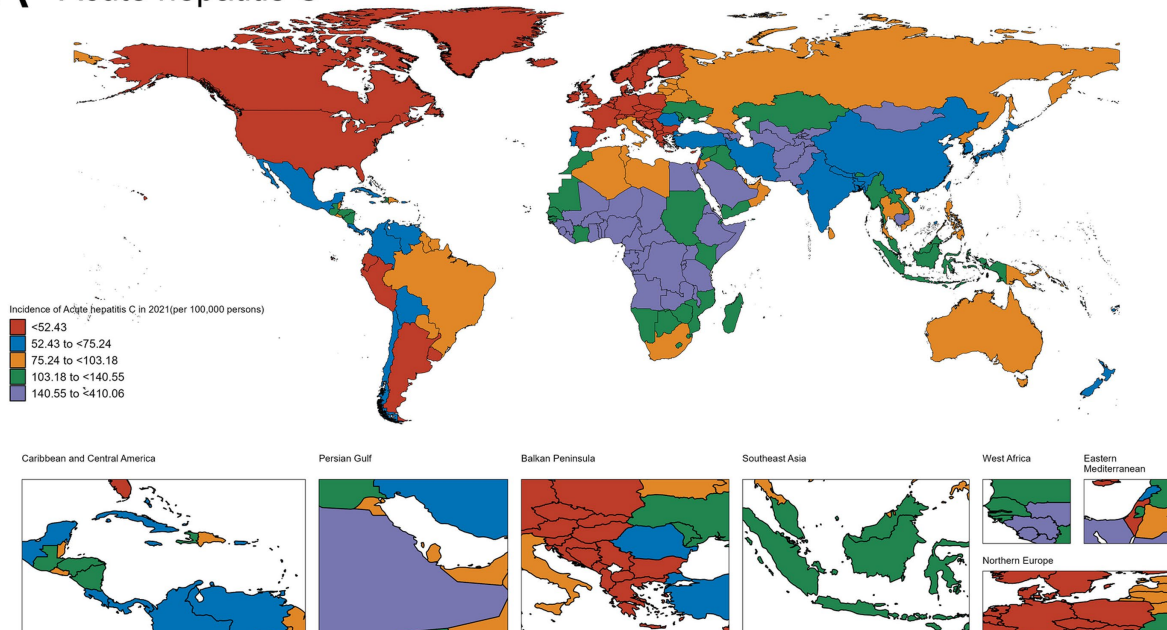 Incidence of Acute hepatitis C in 2021(per 100,000 persons)
<52.43
52.43 to <75.24
75.24 to <103.18
103.18 to <140.55
140.55 to <410.06
Caribbean and Central America
Persian Gulf
Balkan Peninsula
Southeast Asia
West Africa
Eastern
Mediterranean
Northern Europe